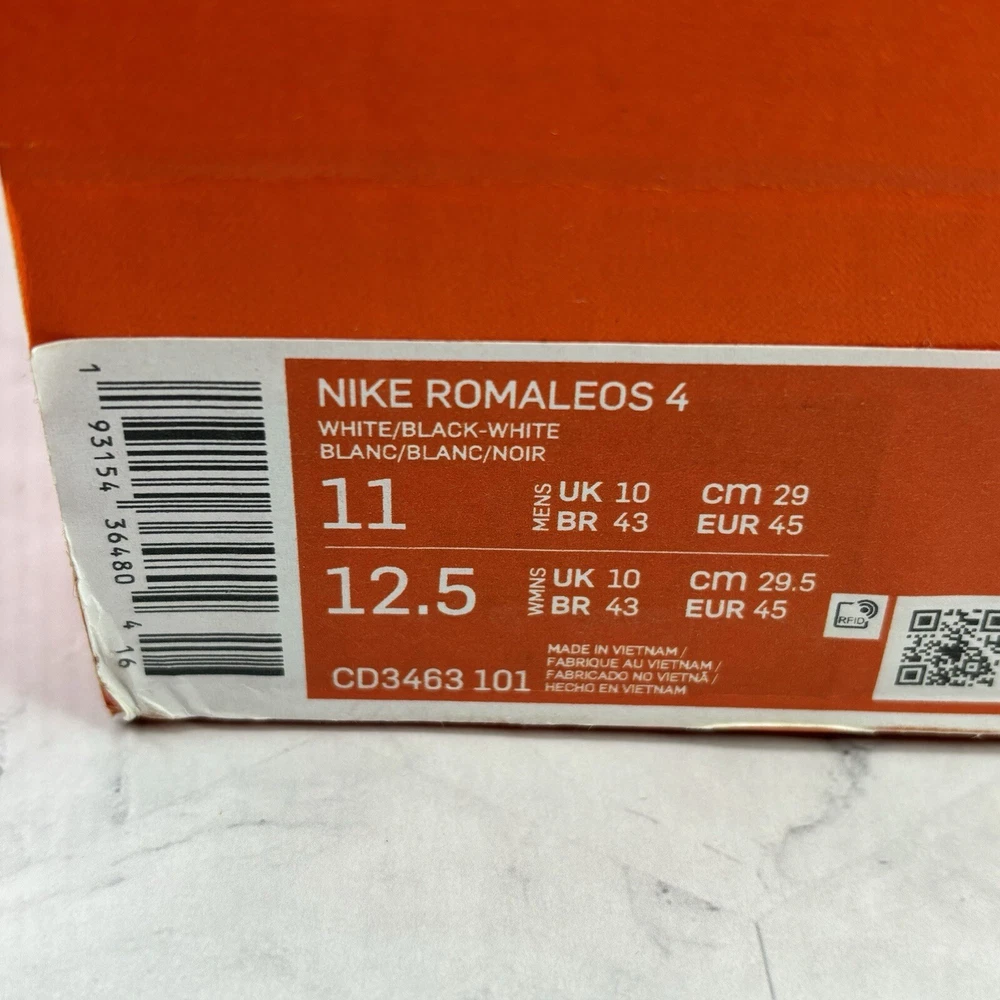 NIKE ROMALEOS 4
WHITE/BLACK-WHITE
BLANC/BLANC/NOIR
11
MENS
UK 10 cm 29
BR 43 EUR 45
12.5
WMNS
UK 10 cm 29.5
BR 43 EUR 45
RFID
CD3463 101
MADE IN VIETNAM /
FABRIQUE AU VIETNAM /
FABRICADO NO VIETNÃ /
HECHO EN VIETNAM
1 93154 36480 4 16